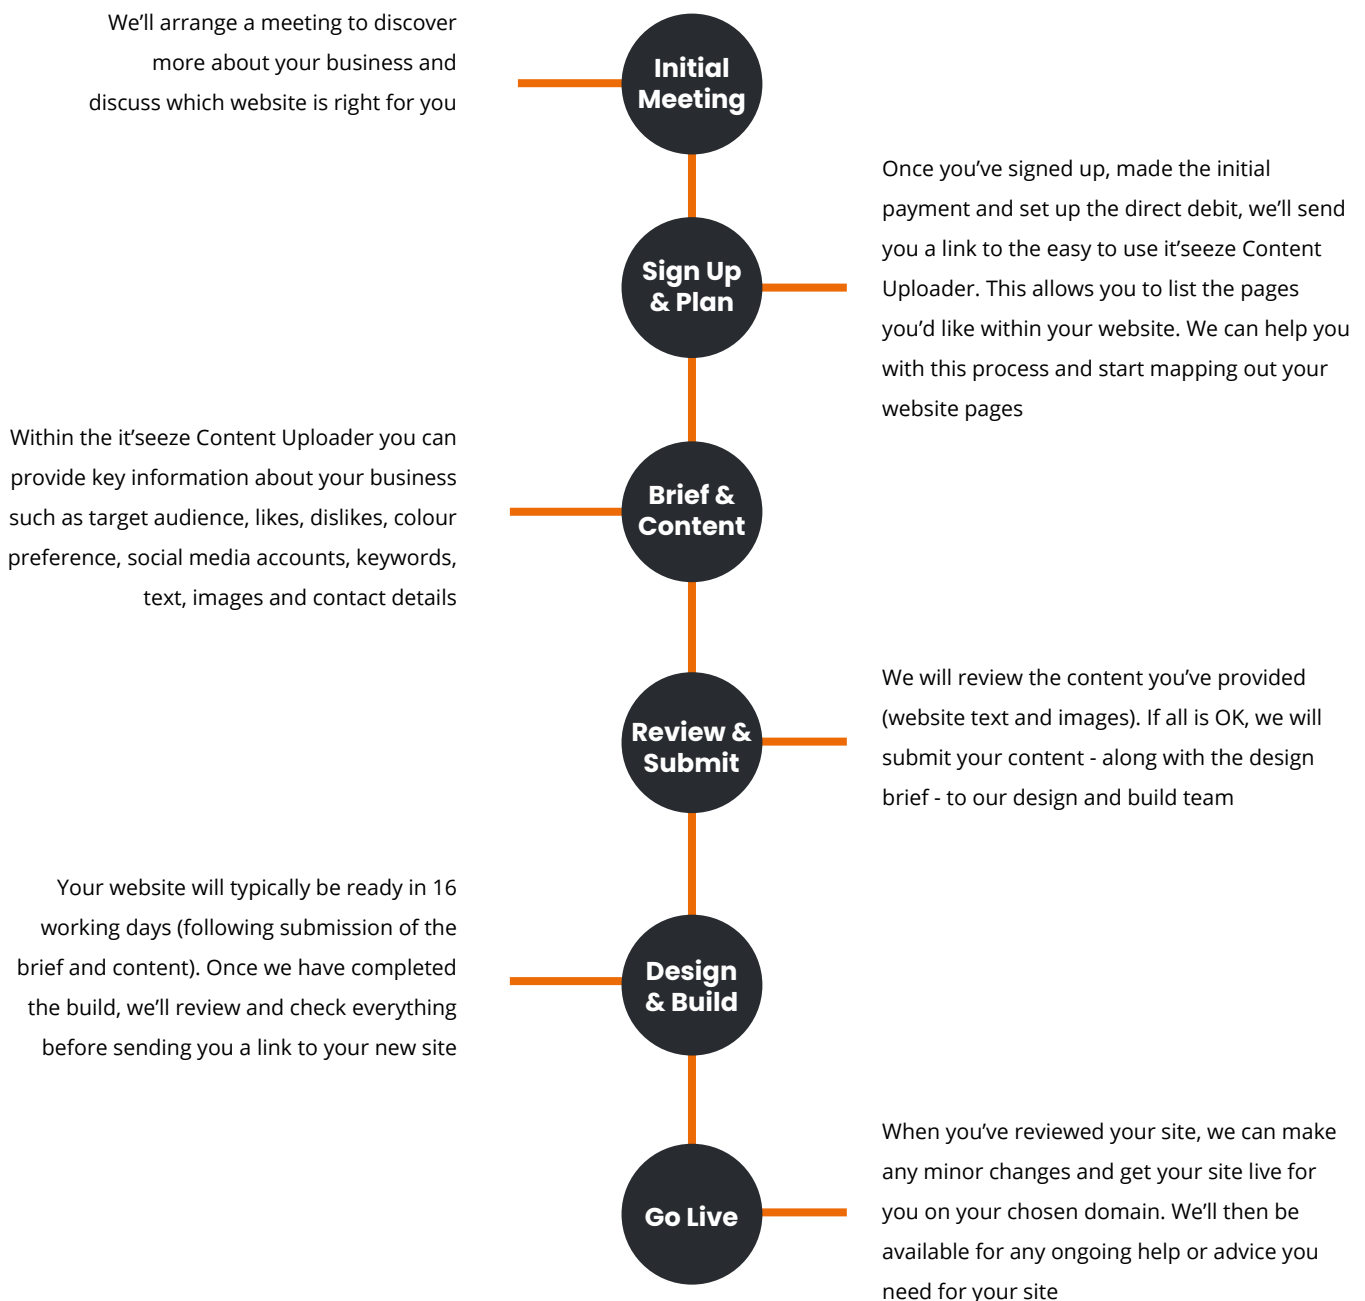 We’ll arrange a meeting to discover
more about your business and
discuss which website is right for you
Initial
Meeting
Sign Up
& Plan
Once you’ve signed up, made the initial
payment and set up the direct debit, we’ll send
you a link to the easy to use it’seeze Content
Uploader. This allows you to list the pages
you’d like within your website. We can help you
with this process and start mapping out your
website pages
Within the it’seeze Content Uploader you can
provide key information about your business
such as target audience, likes, dislikes, colour
preference, social media accounts, keywords,
text, images and contact details
Brief &
Content
Review &
Submit
We will review the content you’ve provided
(website text and images). If all is OK, we will
submit your content - along with the design
brief - to our design and build team
Your website will typically be ready in 16
working days (following submission of the
brief and content). Once we have completed
the build, we’ll review and check everything
before sending you a link to your new site
Design
& Build
Go Live
When you’ve reviewed your site, we can make
any minor changes and get your site live for
you on your chosen domain. We’ll then be
available for any ongoing help or advice you
need for your site